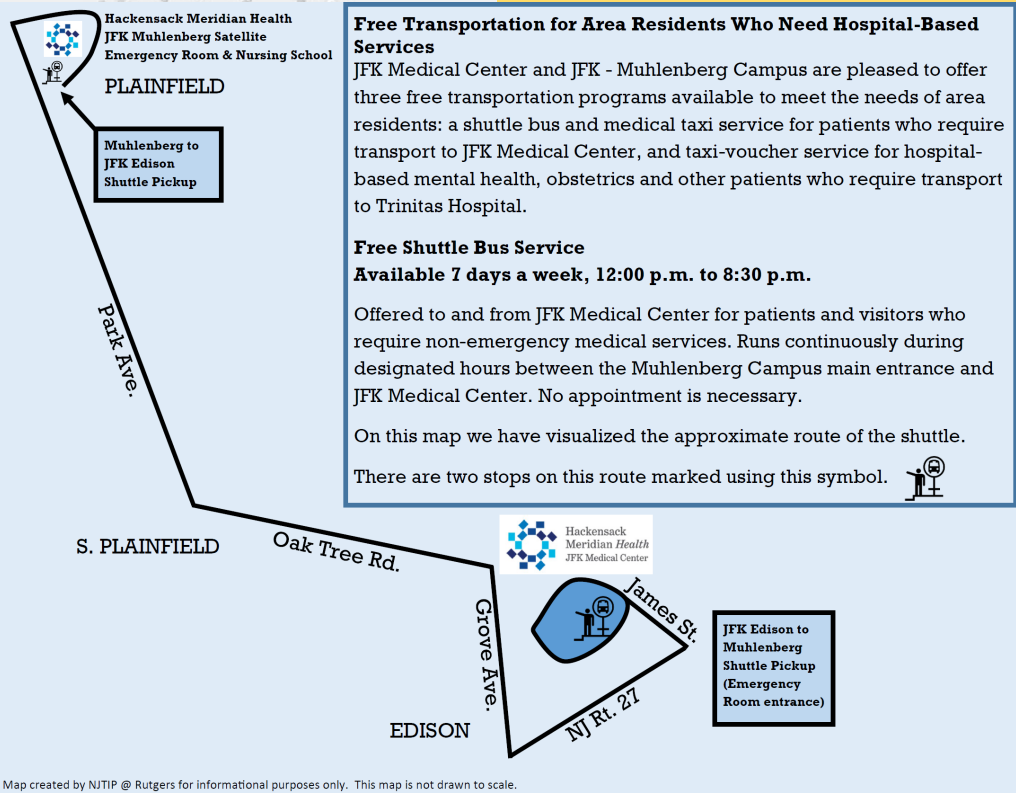 Hackensack Meridian Health
JFK Muhlenberg Satellite
Emergency Room & Nursing School
PLAINFIELD
Muhlenberg to
JFK Edison
Shuttle Pickup
Free Transportation for Area Residents Who Need Hospital-Based
Services
JFK Medical Center and JFK - Muhlenberg Campus are pleased to offer
three free transportation programs available to meet the needs of area
residents: a shuttle bus and medical taxi service for patients who require
transport to JFK Medical Center, and taxi-voucher service for hospital-
based mental health, obstetrics and other patients who require transport
to Trinitas Hospital.
Free Shuttle Bus Service
Available 7 days a week, 12:00 p.m. to 8:30 p.m.
Offered to and from JFK Medical Center for patients and visitors who
require non-emergency medical services. Runs continuously during
designated hours between the Muhlenberg Campus main entrance and
JFK Medical Center. No appointment is necessary.
On this map we have visualized the approximate route of the shuttle.
There are two stops on this route marked using this symbol.
Park Ave.
S. PLAINFIELD
Oak Tree Rd.
Hackensack
Meridian Health
JFK Medical Center
Grove Ave.
James St.
NJ Rt. 27
EDISON
JFK Edison to
Muhlenberg
Shuttle Pickup
(Emergency
Room entrance)
Map created by NJTIP @ Rutgers for informational purposes only. This map is not drawn to scale.